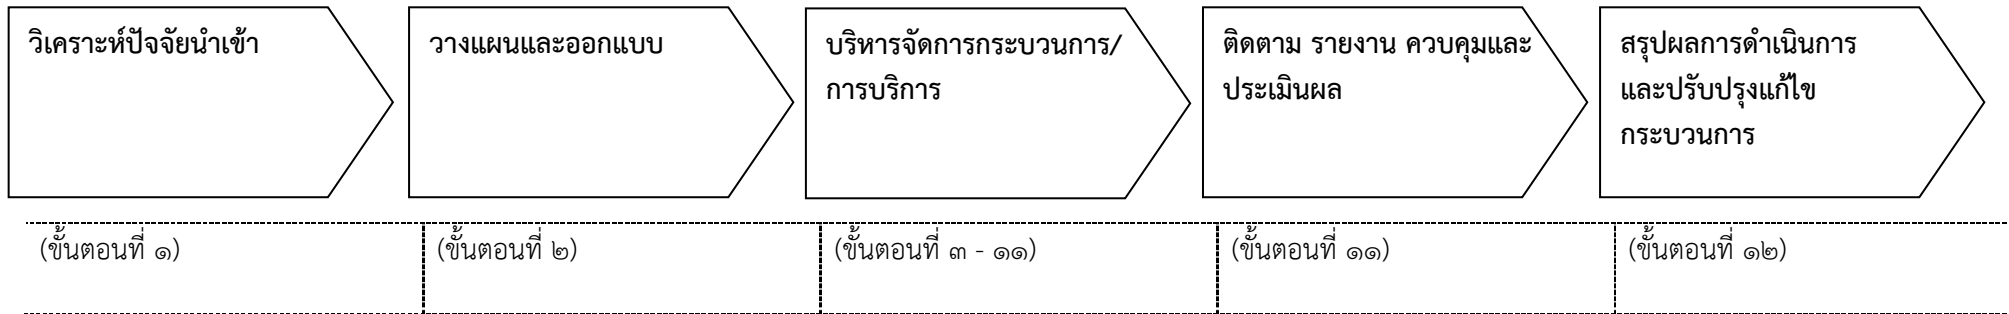 วิเคราะห์ปัจจัยนำเข้า
วางแผนและออกแบบ
บริหารจัดการกระบวนการ/
การบริการ
ติดตาม รายงาน ควบคุมและ
ประเมินผล
สรุปผลการดำเนินการ
และปรับปรุงแก้ไข
กระบวนการ
(ขั้นตอนที่ ๑)
(ขั้นตอนที่ ๒)
(ขั้นตอนที่ ๓ - ๑๑)
(ขั้นตอนที่ ๑๑)
(ขั้นตอนที่ ๑๒)